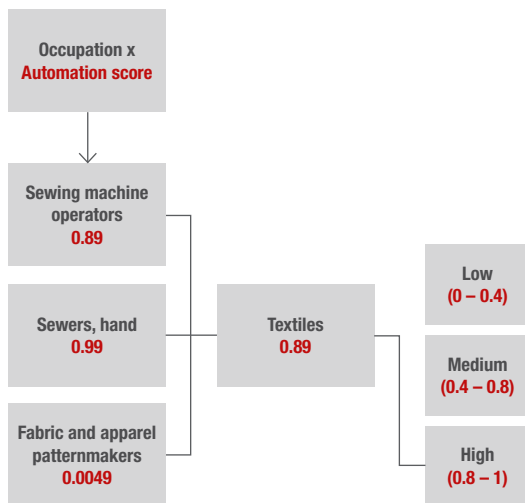 Occupation x
Automation score
Sewing machine
operators
0.89
Sewers, hand
0.99
Fabric and apparel
patternmakers
0.0049
Textiles
0.89
Low
(0 – 0.4)
Medium
(0.4 – 0.8)
High
(0.8 – 1)